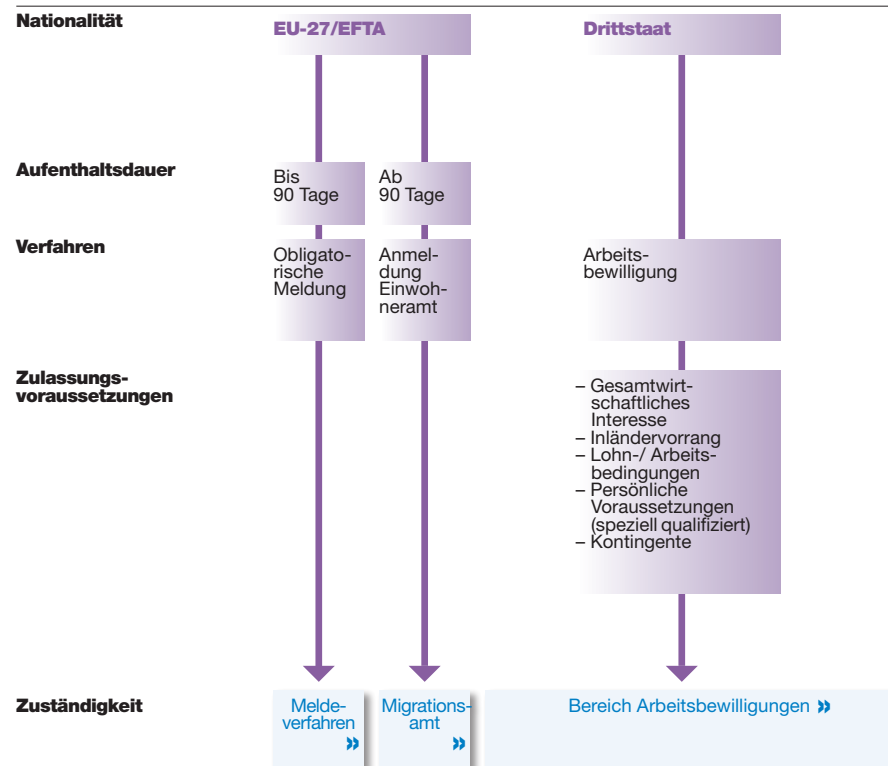 Nationalität
EU-27/EFTA
Drittstaat
Aufenthaltsdauer
Bis
90 Tage
Ab
90 Tage
Verfahren
Obligato-
rische
Meldung
Anmel-
dung
Einwoh-
neramt
Arbeits-
bewilligung
Zulassungs-
voraussetzungen
– Gesamtwirt-
schaftliches
Interesse
– Inländervorrang
– Lohn-/ Arbeits-
bedingungen
– Persönliche
Voraussetzungen
(speziell qualifiziert)
– Kontingente
Zuständigkeit
Melde-
verfahren
»
Migrations-
amt
»
Bereich Arbeitsbewilligungen »